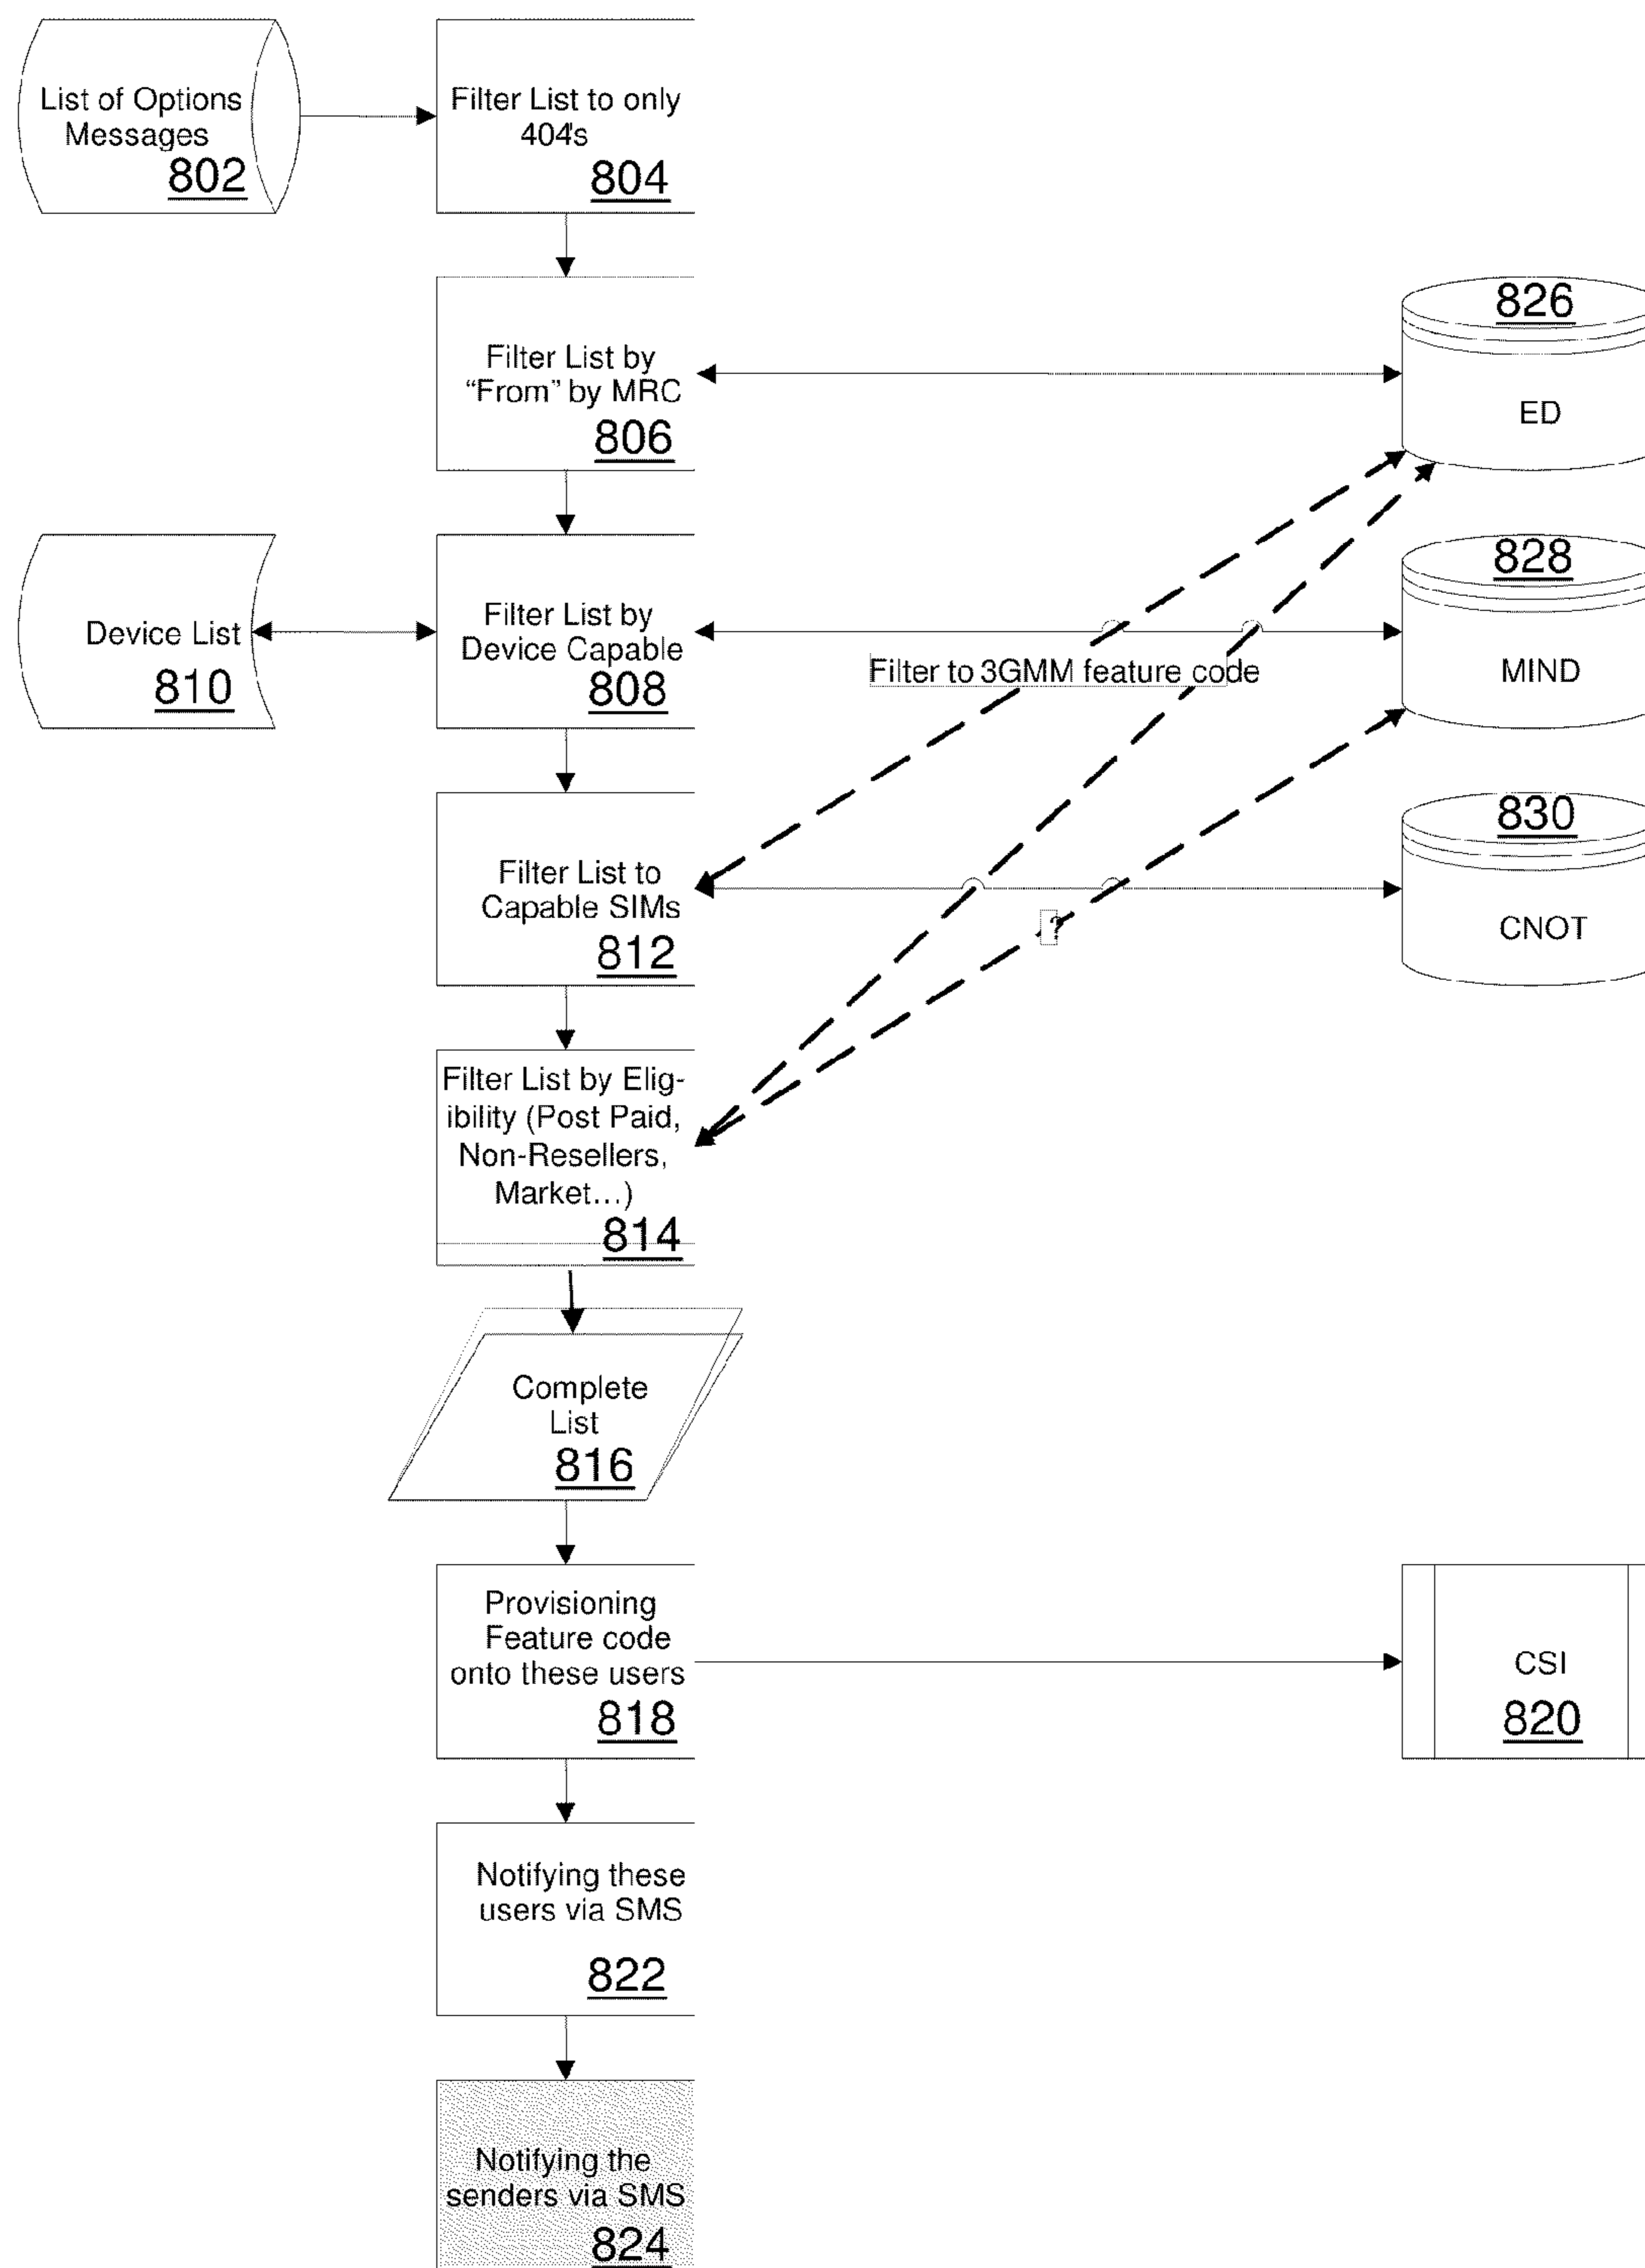 List of Options
Messages
802
Filter List to only
404's
804
Filter List by
“From” by MRC
806
826
ED
Device List
810
Filter List by
Device Capable
808
Filter to 3GMM feature code
828
MIND
Filter List to
Capable SIMs
812
?
830
CNOT
Filter List by Elig-
ibility (Post Paid,
Non-Resellers,
Market...)
814
Complete
List
816
Provisioning
Feature code
onto these users
818
CSI
820
Notifying these
users via SMS
822
Notifying the
senders via SMS
824